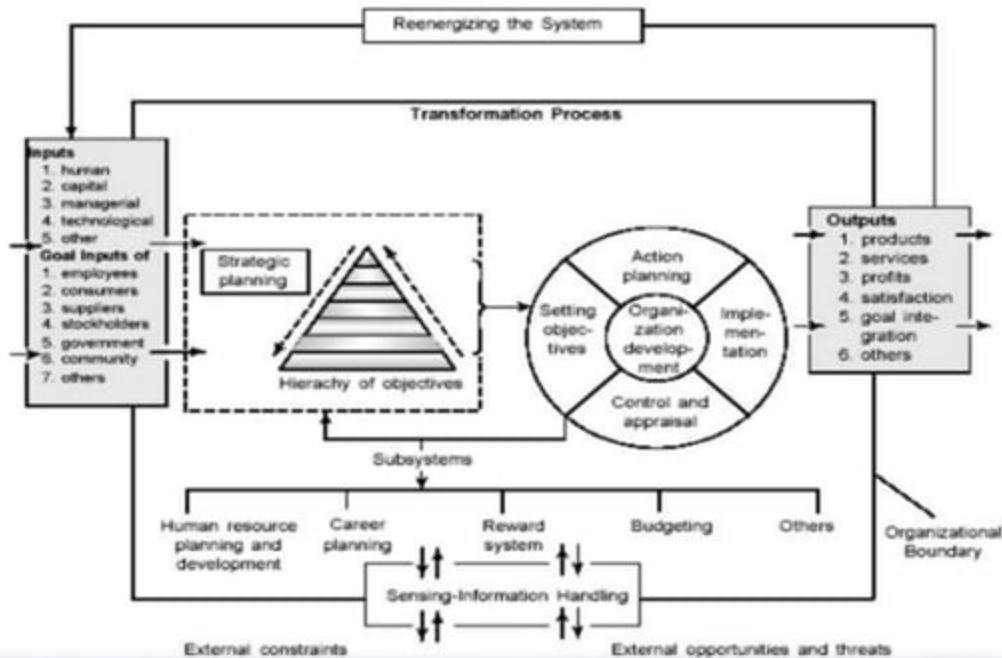 Reenergizing the System
Transformation Process
Inputs
1. human
2. capital
3. managerial
4. technological
5. other
Goal Inputs of
1. employees
2. consumers
3. suppliers
4. stockholders
5. government
6. community
7. others
Strategic
planning
Hierachy of objectives
Action
planning
Setting
objec-
tives
Organi-
zation
develop-
ment
Imple-
men-
tation
Control and
appraisal
Outputs
1. products
2. services
3. profits
4. satisfaction
5. goal inte-
gration
6. others
Subsystems
Human resource
planning and
development
Career
planning
Reward
system
Budgeting
Others
Organizational
Boundary
Sensing-Information Handling
External constraints
External opportunities and threats